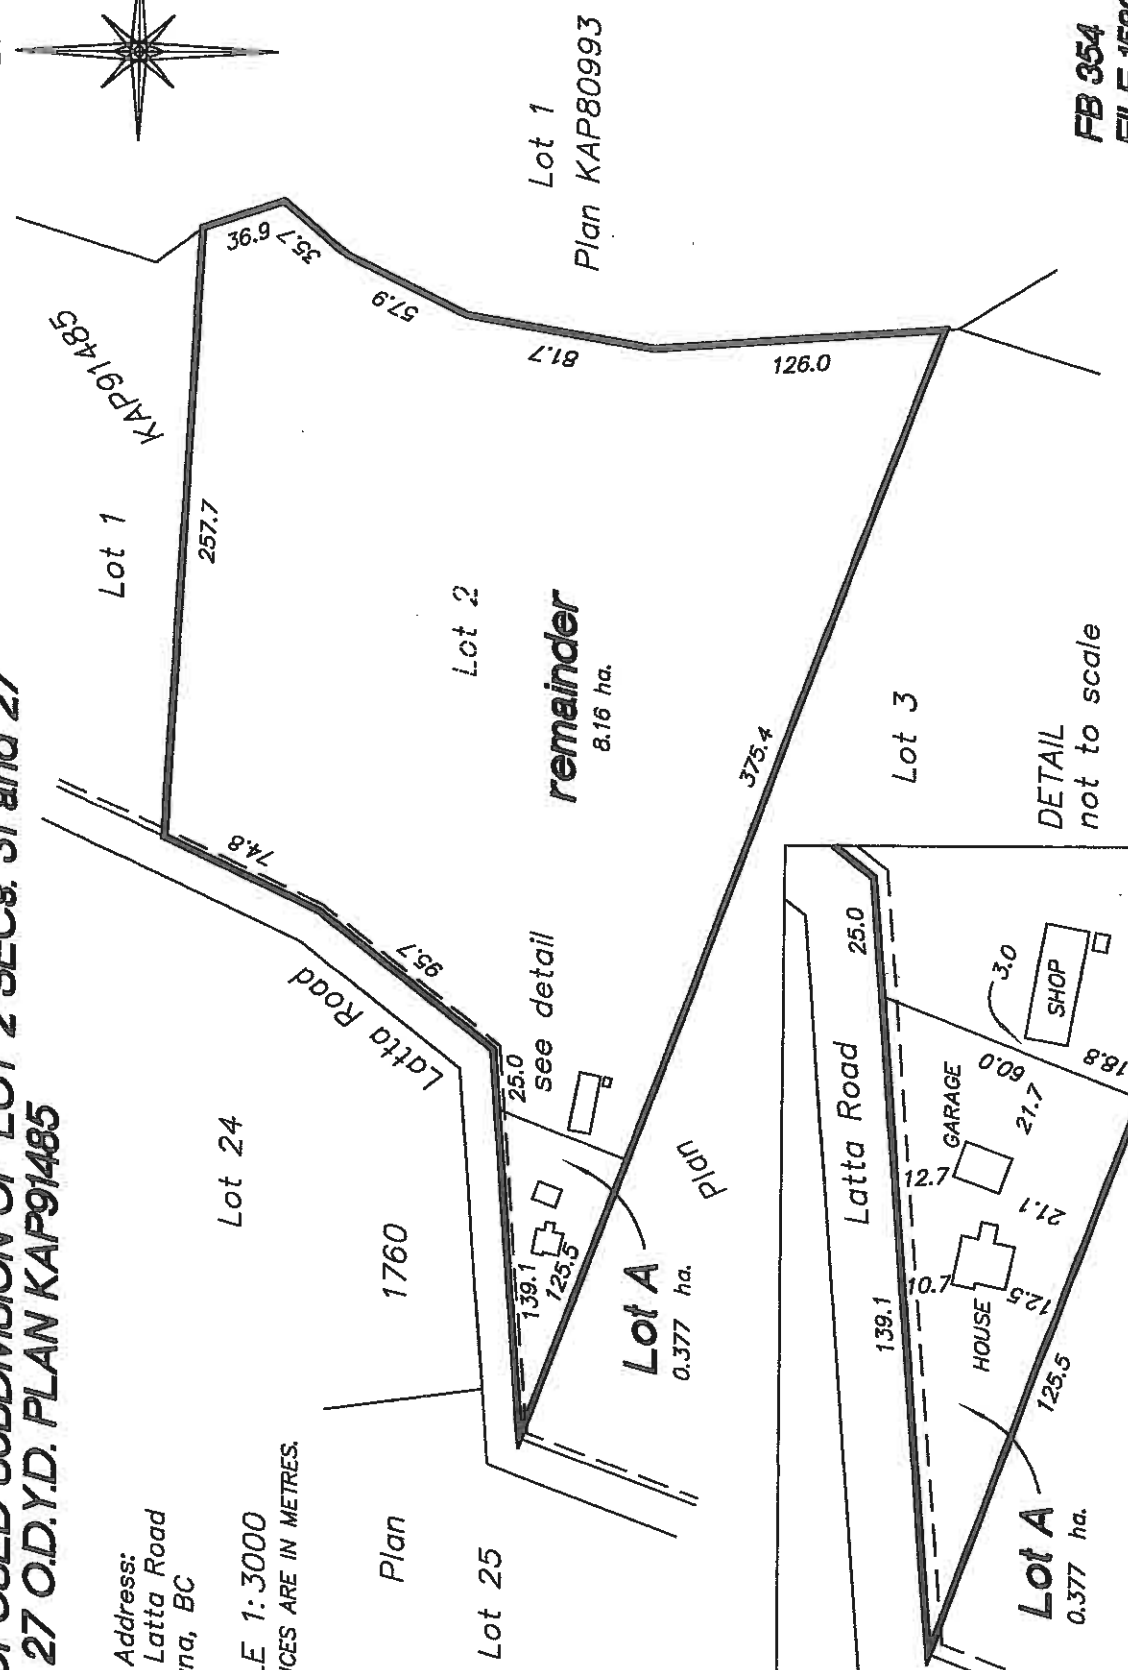 SUBDIVISION OF LOT 2 SECs. 31 and 27
27 O.D.Y.D. PLAN KAP91485
Address:
Latta Road
BC
1:3000
ARE IN METRES.
Lot 1
KAP91485
36.9
35.7
57.9
81.7
126.0
257.7
Lot 1
Plan KAP80993
Lot 2
remainder
8.16 ha.
74.8
95.7
Latta Road
25.0
see detail
Lot 24
1760
Plan
Lot 25
139.1
125.5
Lot A
0.377 ha.
Plan
375.4
Lot 3
DETAIL
not to scale
Latta Road
25.0
139.1
3.0
SHOP
60.0
18.8
GARAGE
12.7
21.7
21.1
10.7
HOUSE
12.5
125.5
Lot A
0.377 ha.
FB 354
FILE